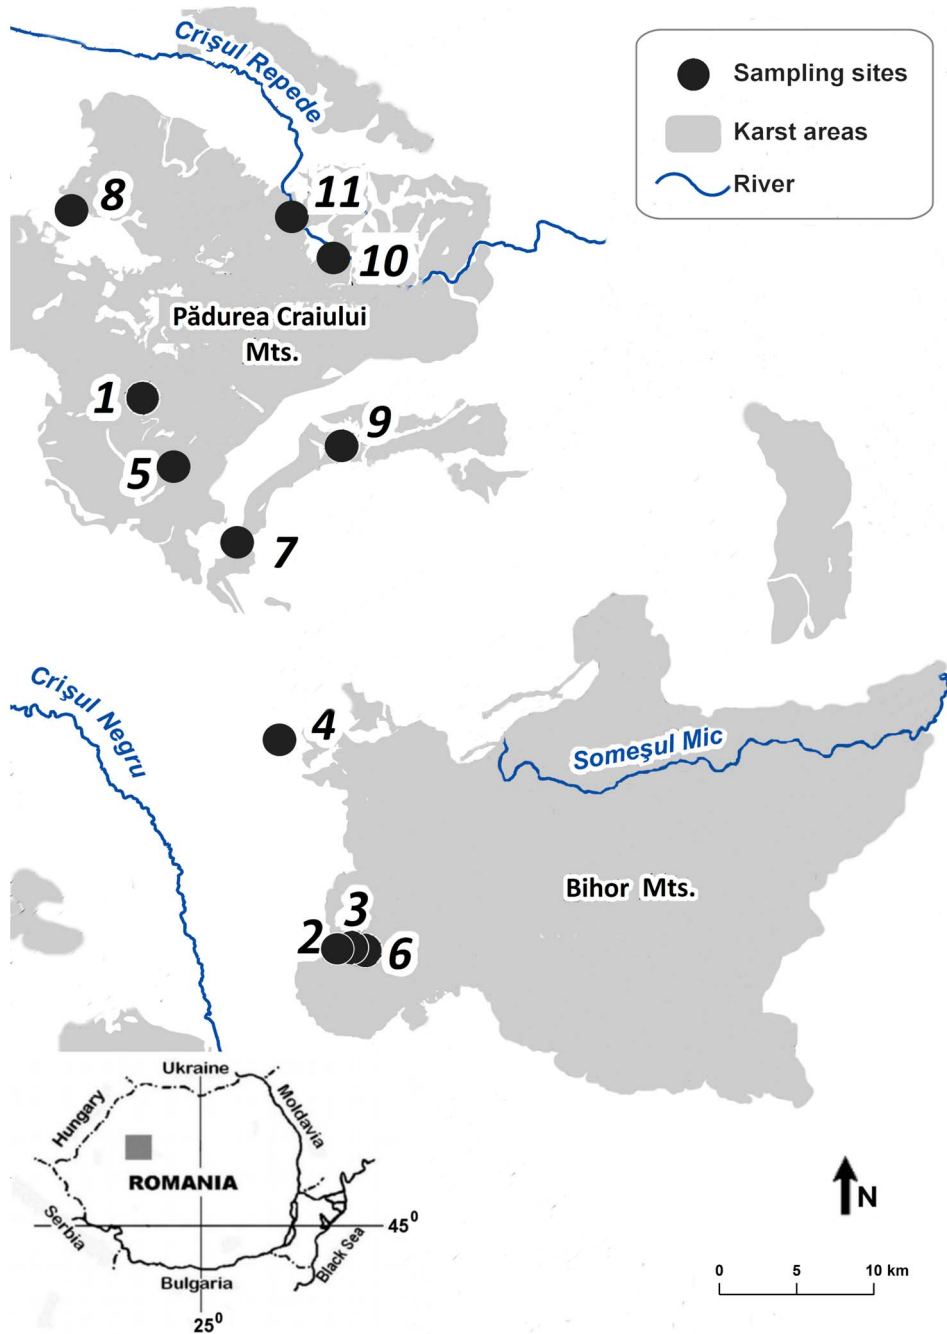 Crişul Repede
Sampling sites
Karst areas
River
8
11
10
Pădurea Craiului
Mts.
1
9
5
7
Crişul Negru
4
Someşul Mic
Bihor Mts.
3
2
6
Ukraine
Hungary
Moldavia
ROMANIA
Serbia
45⁰
Black Sea
Bulgaria
25⁰
N
0 5 10 km